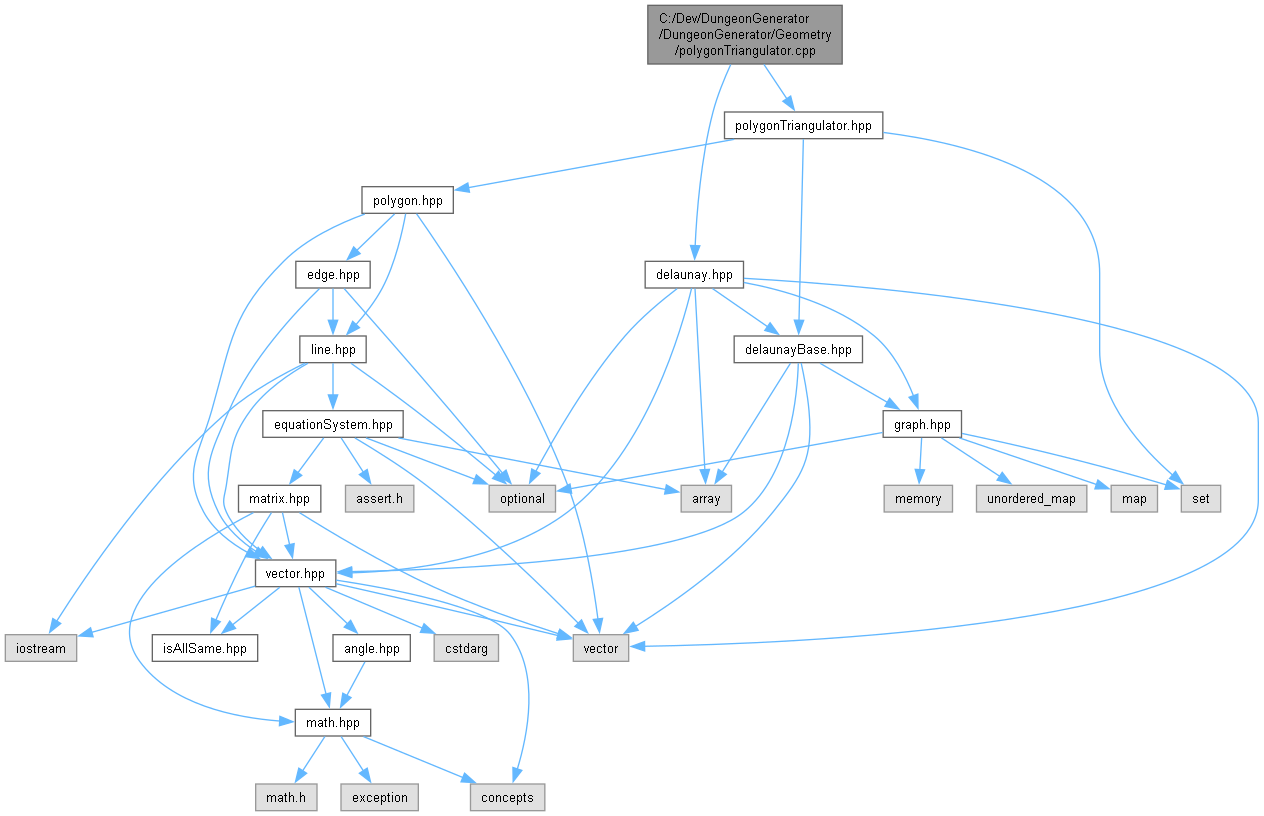 C:/Dev/DungeonGenerator
/DungeonGenerator/Geometry
/polygonTriangulator.cpp
polygonTriangulator.hpp
polygon.hpp
edge.hpp
delaunay.hpp
line.hpp
delaunayBase.hpp
equationSystem.hpp
graph.hpp
matrix.hpp
assert.h
optional
array
memory
unordered_map
map
set
vector.hpp
iostream
isAllSame.hpp
angle.hpp
cstdarg
vector
math.hpp
math.h
exception
concepts